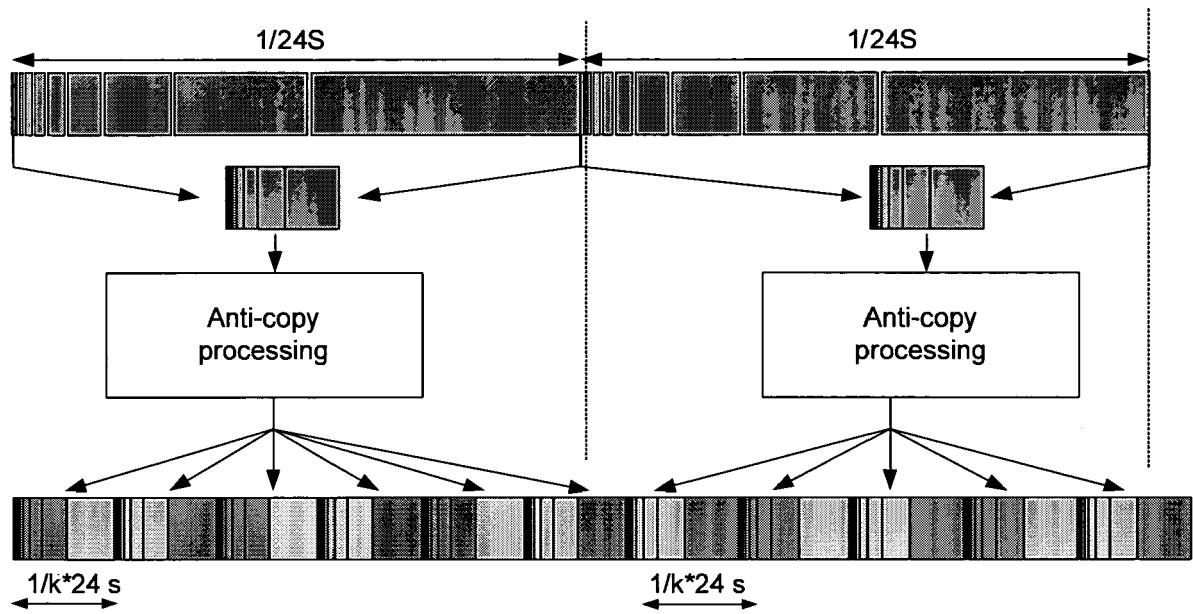 1/24S
1/24S
Anti-copy
processing
Anti-copy
processing
1/k*24 s
1/k*24 s